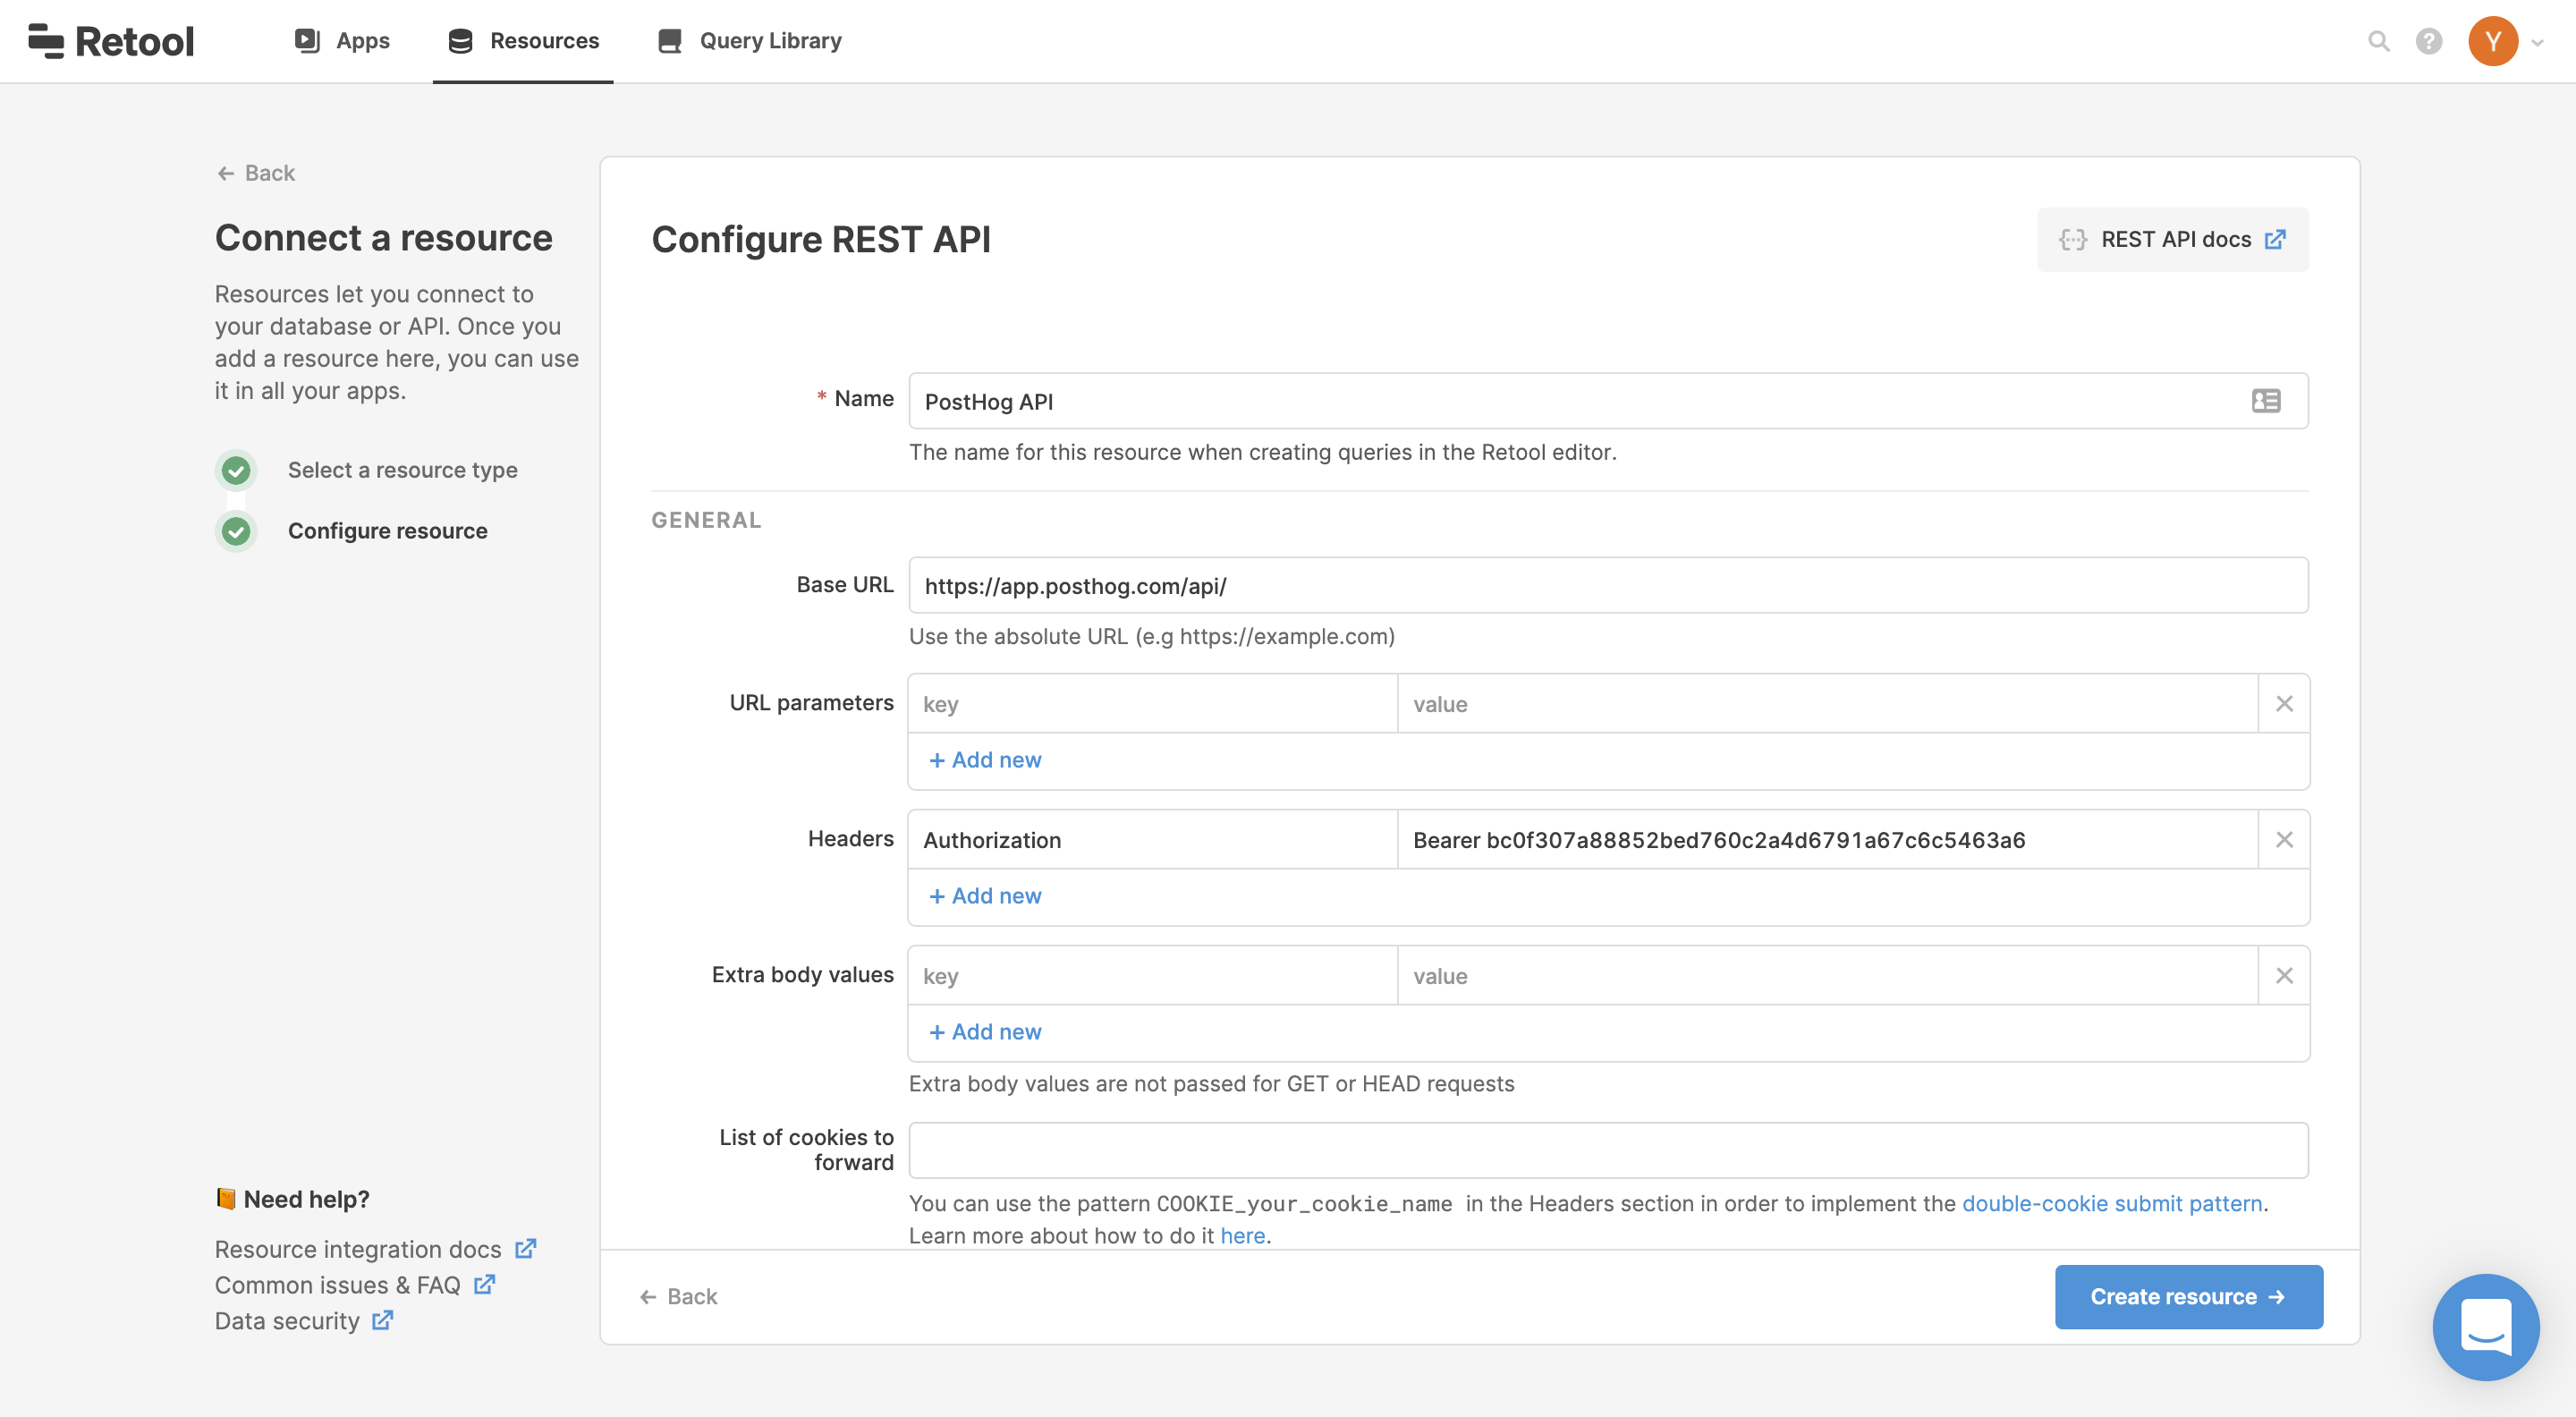 Retool
Apps
Resources
Query Library
Y
← Back
Connect a resource
Resources let you connect to
your database or API. Once you
add a resource here, you can use
it in all your apps.
Select a resource type
Configure resource
Need help?
Resource integration docs
Common issues & FAQ
Data security
Configure REST API
REST API docs
* Name
PostHog API
The name for this resource when creating queries in the Retool editor.
GENERAL
Base URL
https://app.posthog.com/api/
Use the absolute URL (e.g https://example.com)
URL parameters
key
value
+ Add new
Headers
Authorization
Bearer bc0f307a88852bed760c2a4d6791a67c6c5463a6
+ Add new
Extra body values
key
value
+ Add new
Extra body values are not passed for GET or HEAD requests
List of cookies to
forward
You can use the pattern COOKIE_your_cookie_name in the Headers section in order to implement the double-cookie submit pattern.
Learn more about how to do it here.
← Back
Create resource →